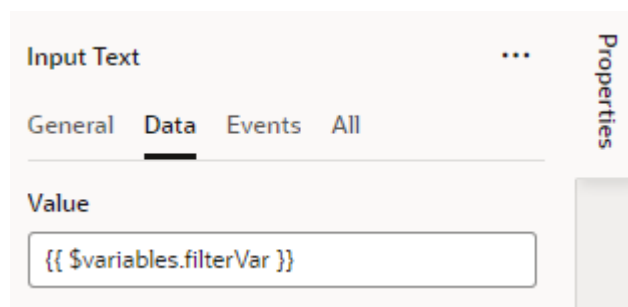 Input Text
...
General Data Events All
Value
{{ $variables.filterVar }}
Properties